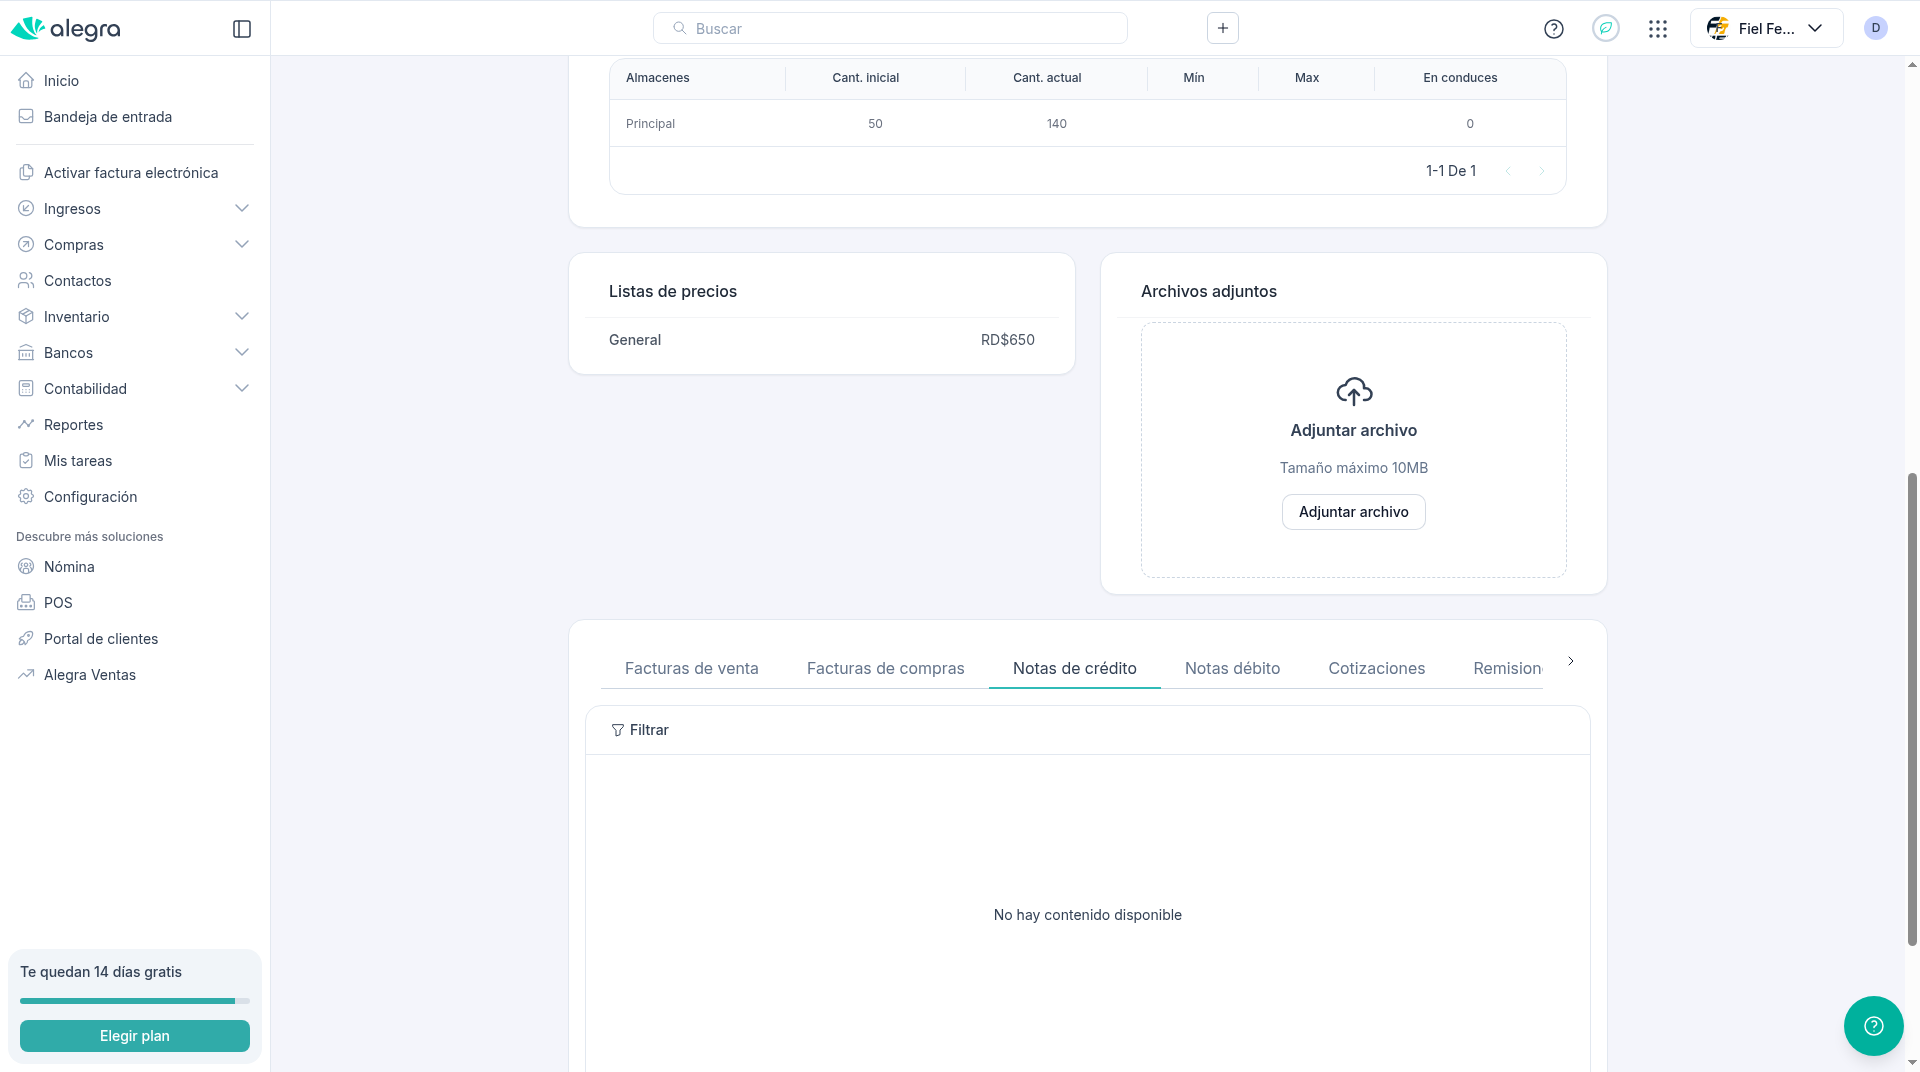 alegra
Buscar
Fiel Fe...
D
Inicio
Bandeja de entrada
Activar factura electrónica
Ingresos
Compras
Contactos
Inventario
Bancos
Contabilidad
Reportes
Mis tareas
Configuración
Descubre más soluciones
Nómina
POS
Portal de clientes
Alegra Ventas
Te quedan 14 días gratis
Elegir plan
Almacenes Cant. inicial Cant. actual Mín Max En conduces
Principal 50 140 0
1-1 De 1
Listas de precios
General RD$650
Archivos adjuntos
Adjuntar archivo
Tamaño máximo 10MB
Adjuntar archivo
Facturas de venta Facturas de compras Notas de crédito Notas débito Cotizaciones Remision
Filtrar
No hay contenido disponible